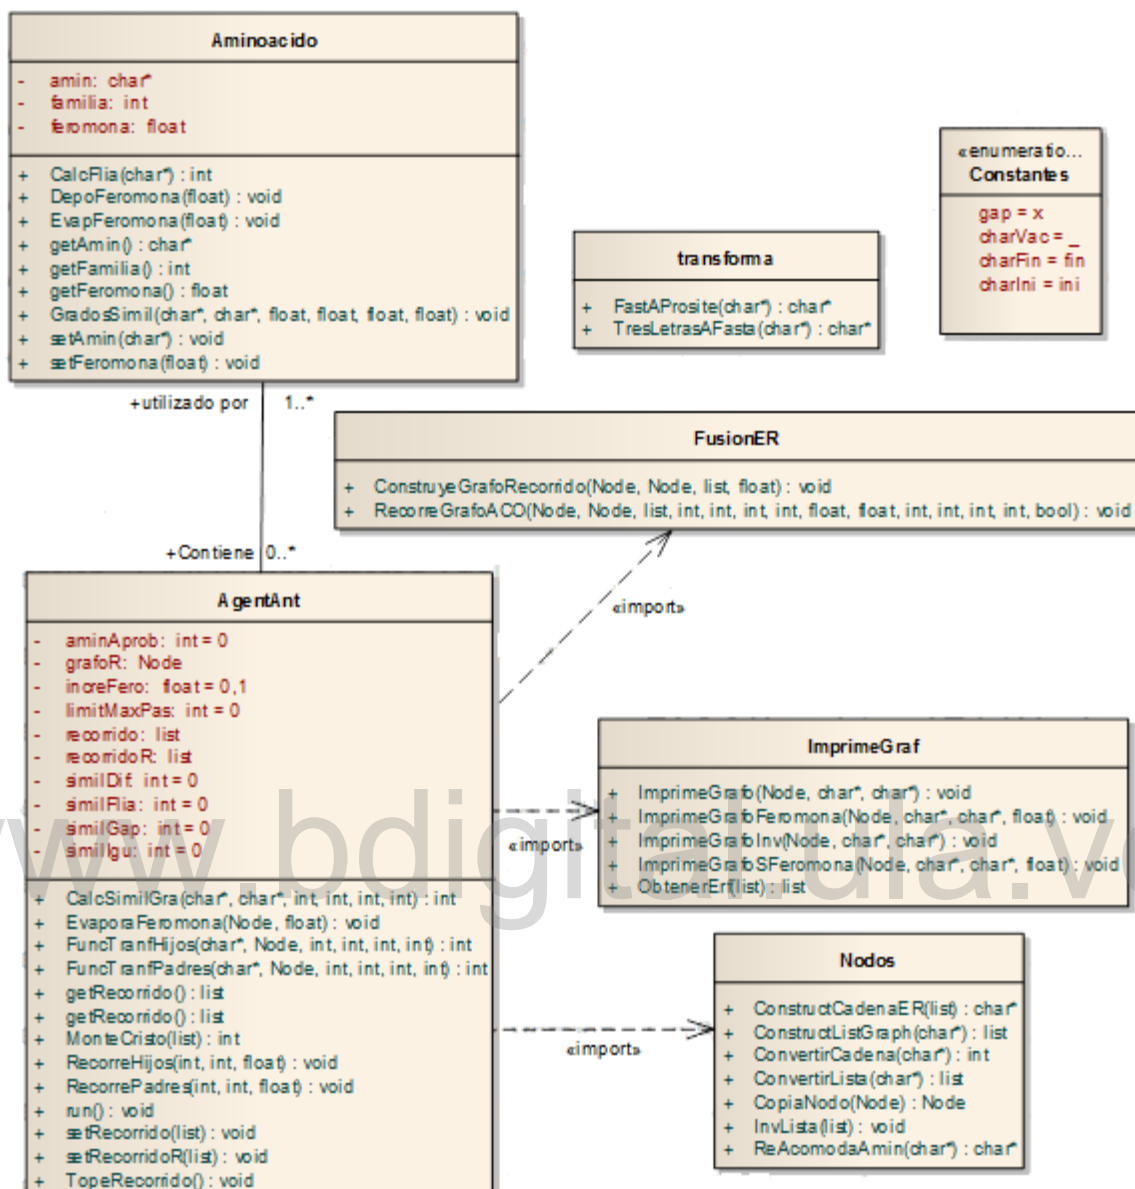 Aminoacido
- amin: char*
- familia: int
- feromona: float
+ CalcFlia(char*) : int
+ DepoFeromona(float) : void
+ EvapFeromona(float) : void
+ getAmin() : char*
+ getFamilia() : int
+ getFeromona() : float
+ GradosSimil(char*, char*, float, float, float, float) : void
+ setAmin(char*) : void
+ setFeromona(float) : void
«enumeratio...
Constantes
gap = x
charVac = _
charFin = fin
charIni = ini
transforma
+ FastAProsite(char*) : char*
+ TresLetrasAFasta(char*) : char*
+utilizado por 1..*
FusionER
+ ConstruyeGrafoRecorrido(Node, Node, list, float) : void
+ RecorreGrafoACO(Node, Node, list, int, int, int, int, float, float, int, int, int, int, bool) : void
+Contiene 0..*
«import»
AgentAnt
- aminAprob: int = 0
- grafoR: Node
- increFero: float = 0,1
- limitMaxPas: int = 0
- recorrido: list
- recorridoR: list
- similDif: int = 0
- similFlia: int = 0
- similGap: int = 0
- similIgu: int = 0
+ CalcSimilGra(char*, char*, int, int, int, int) : int
+ EvaporaFeromona(Node, float) : void
+ FuncTranfHijos(char*, Node, int, int, int, int) : int
+ FuncTranfPadres(char*, Node, int, int, int, int) : int
+ getRecorrido() : list
+ getRecorrido() : list
+ MonteCristo(list) : int
+ RecorreHijos(int, int, float) : void
+ RecorrePadres(int, int, float) : void
+ run() : void
+ setRecorrido(list) : void
+ setRecorridoR(list) : void
+ TopeRecorrido() : void
«import»
ImprimeGraf
+ ImprimeGrafo(Node, char*, char*) : void
+ ImprimeGrafoFeromona(Node, char*, char*, float) : void
+ ImprimeGrafoInv(Node, char*, char*) : void
+ ImprimeGrafoSFeromona(Node, char*, char*, float) : void
+ ObtenerErf(list) : list
www.bdigital.ula.v
«import»
Nodos
+ ConstructCadenaER(list) : char*
+ ConstructListGraph(char*) : list
+ ConvertirCadena(char*) : int
+ ConvertirLista(char*) : list
+ CopiaNodo(Node) : Node
+ InvLista(list) : void
+ ReAcomodaAmin(char*) : char*